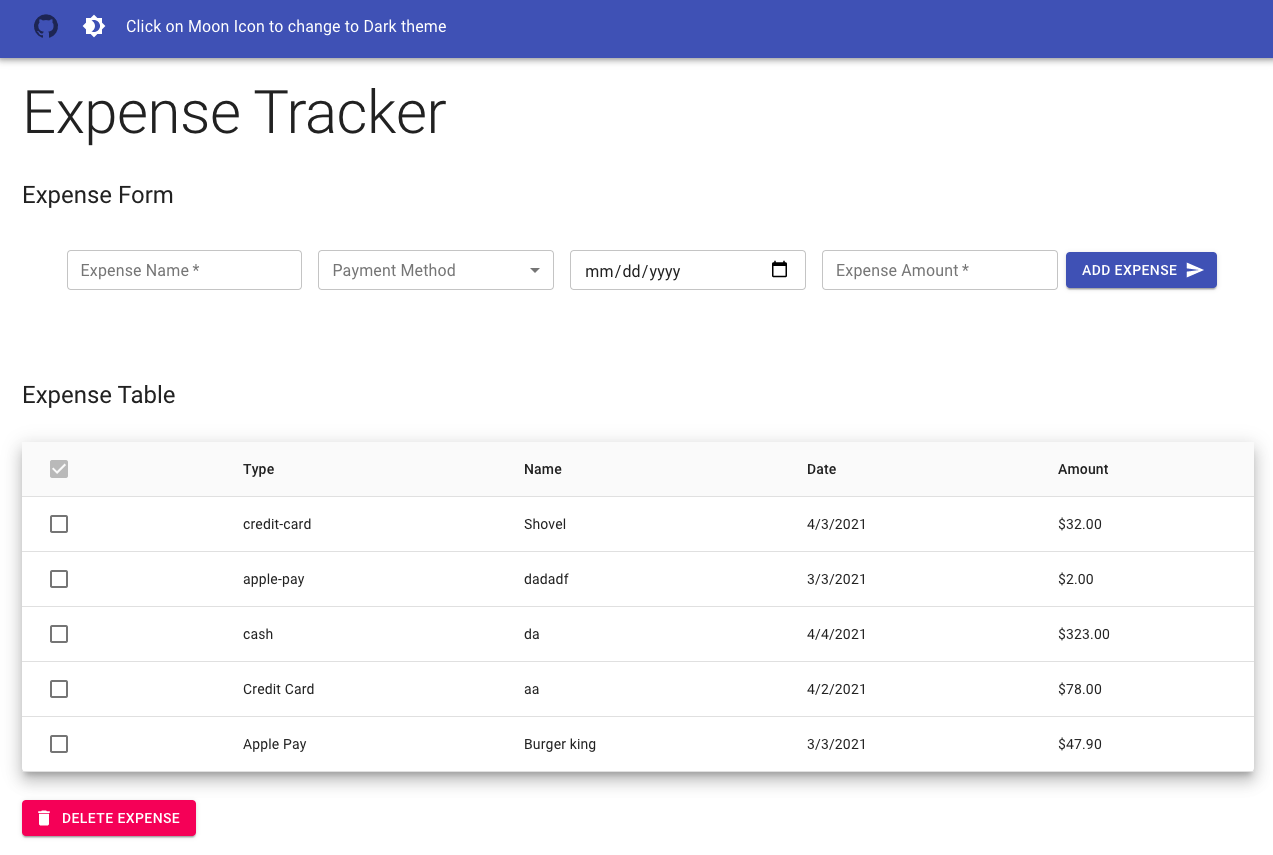 Click on Moon Icon to change to Dark theme
Expense Tracker
Expense Form
Expense Name * Payment Method mm/dd/yyyy Expense Amount * ADD EXPENSE
Expense Table
Type Name Date Amount
credit-card Shovel 4/3/2021 $32.00
apple-pay dadadf 3/3/2021 $2.00
cash da 4/4/2021 $323.00
Credit Card aa 4/2/2021 $78.00
Apple Pay Burger king 3/3/2021 $47.90
DELETE EXPENSE